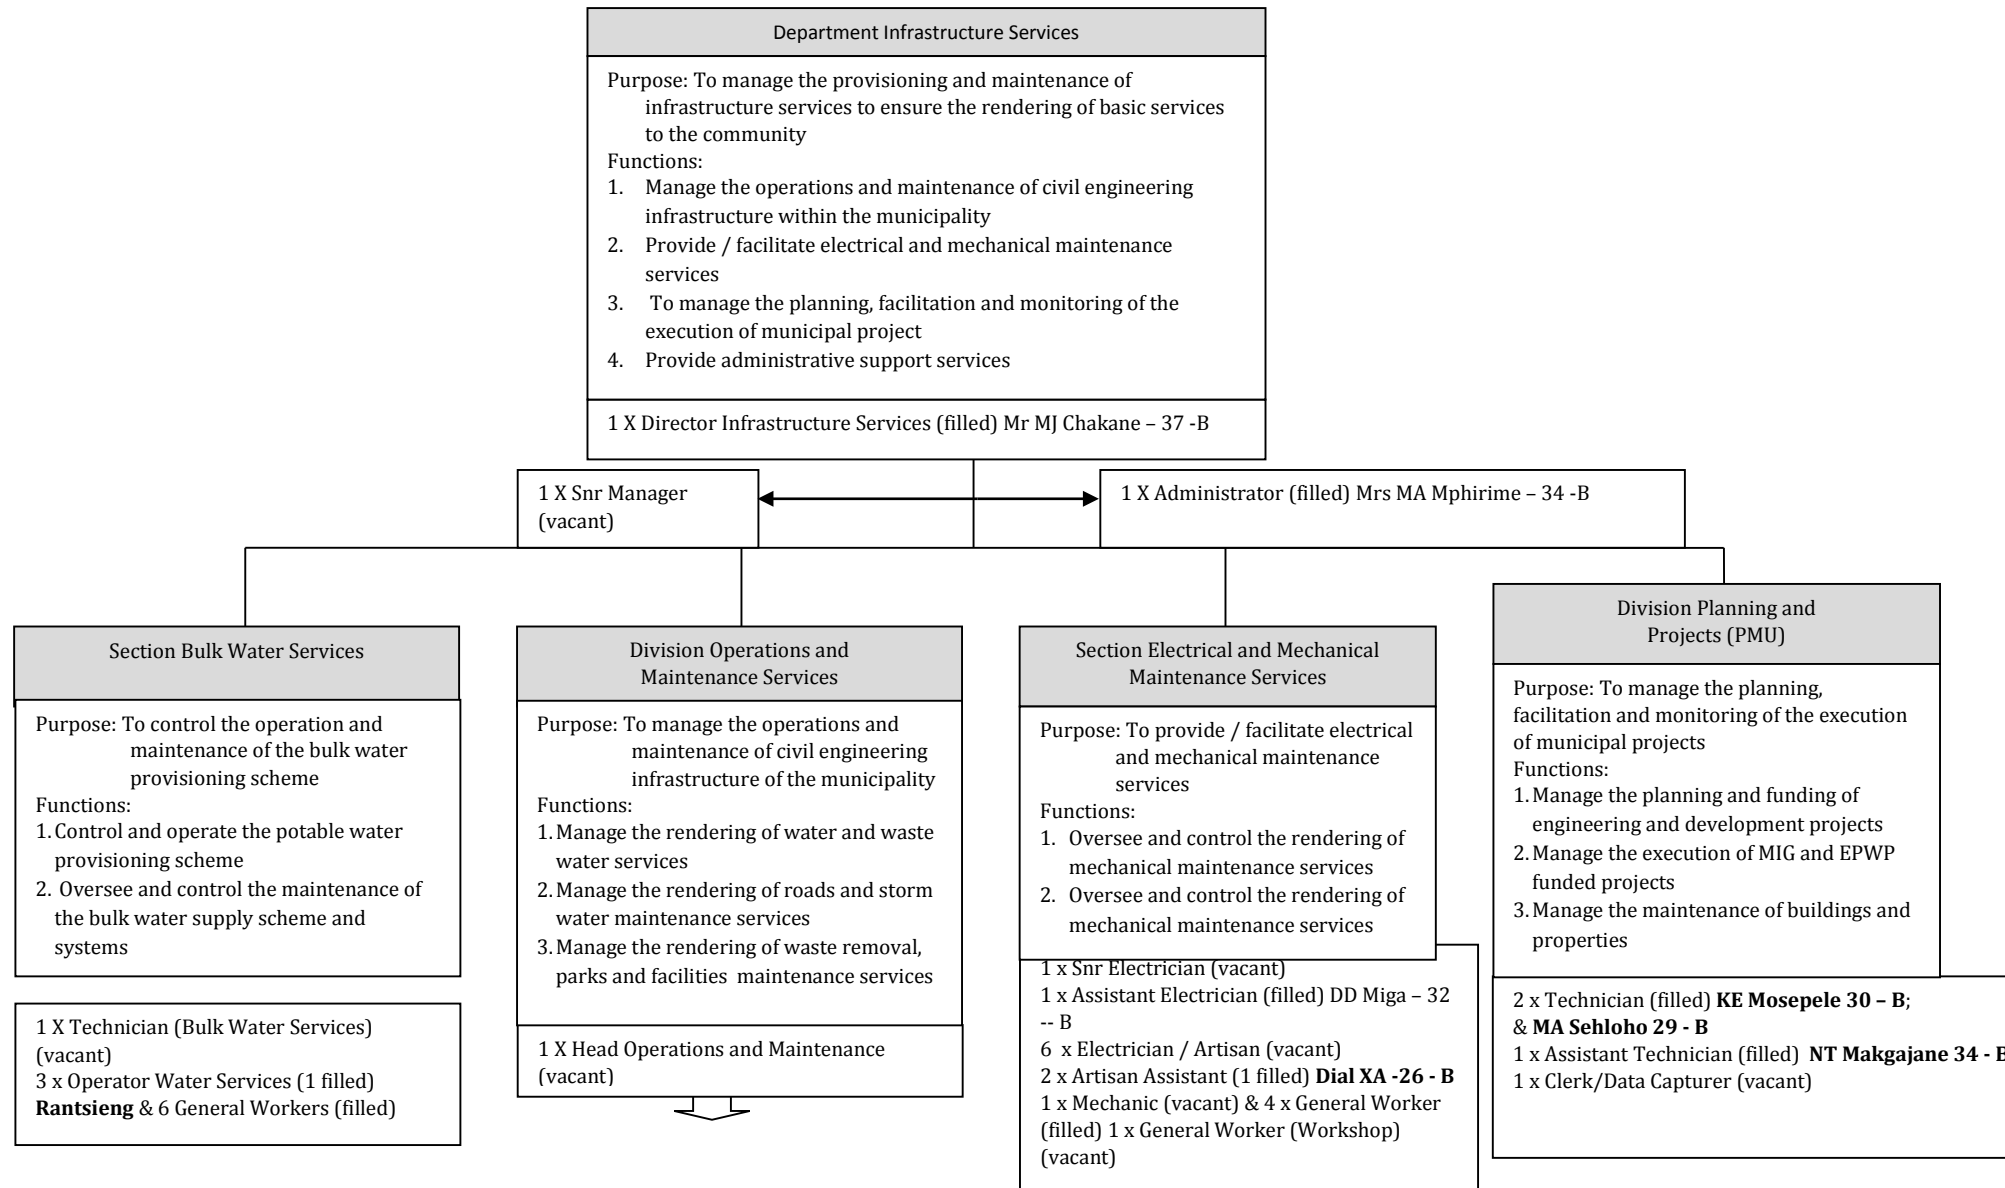 Department Infrastructure Services
Purpose: To manage the provisioning and maintenance of
infrastructure services to ensure the rendering of basic services
to the community
Functions:
1. Manage the operations and maintenance of civil engineering
infrastructure within the municipality
2. Provide / facilitate electrical and mechanical maintenance
services
3. To manage the planning, facilitation and monitoring of the
execution of municipal project
4. Provide administrative support services
1 X Director Infrastructure Services (filled) Mr MJ Chakane – 37 -B
1 X Snr Manager
(vacant)
1 X Administrator (filled) Mrs MA Mphirime – 34 -B
Section Bulk Water Services
Purpose: To control the operation and
maintenance of the bulk water
provisioning scheme
Functions:
1. Control and operate the potable water
provisioning scheme
2. Oversee and control the maintenance of
the bulk water supply scheme and
systems
1 X Technician (Bulk Water Services)
(vacant)
3 x Operator Water Services (1 filled)
Rantsieng & 6 General Workers (filled)
Division Operations and
Maintenance Services
Purpose: To manage the operations and
maintenance of civil engineering
infrastructure of the municipality
Functions:
1. Manage the rendering of water and waste
water services
2. Manage the rendering of roads and storm
water maintenance services
3. Manage the rendering of waste removal,
parks and facilities maintenance services
1 X Head Operations and Maintenance
(vacant)
Section Electrical and Mechanical
Maintenance Services
Purpose: To provide / facilitate electrical
and mechanical maintenance
services
Functions:
1. Oversee and control the rendering of
mechanical maintenance services
2. Oversee and control the rendering of
mechanical maintenance services
1 x Snr Electrician (vacant)
1 x Assistant Electrician (filled) DD Miga – 32
-- B
6 x Electrician / Artisan (vacant)
2 x Artisan Assistant (1 filled) Dial XA -26 - B
1 x Mechanic (vacant) & 4 x General Worker
(filled) 1 x General Worker (Workshop)
(vacant)
Division Planning and
Projects (PMU)
Purpose: To manage the planning,
facilitation and monitoring of the execution
of municipal projects
Functions:
1. Manage the planning and funding of
engineering and development projects
2. Manage the execution of MIG and EPWP
funded projects
3. Manage the maintenance of buildings and
properties
2 x Technician (filled) KE Mosepele 30 – B;
& MA Sehloho 29 - B
1 x Assistant Technician (filled) NT Makgajane 34 - B
1 x Clerk/Data Capturer (vacant)